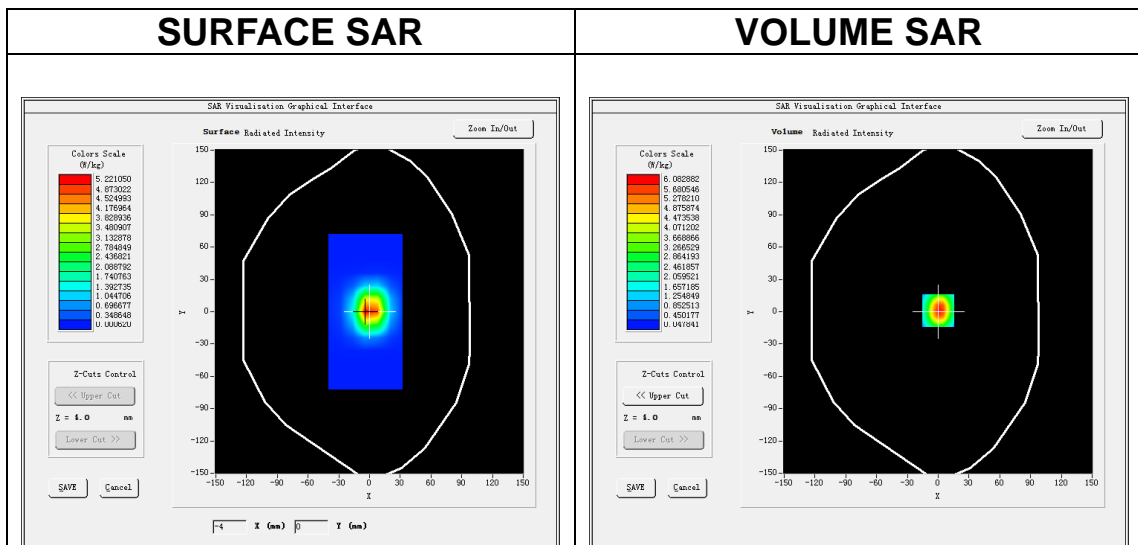 SURFACE SAR
VOLUME SAR
SAR Visualisation Graphical Interface
Surface Radiated Intensity
Zoom In/Out
Colors Scale
(W/kg)
5.221050
4.873022
4.524993
4.176964
3.828936
3.480907
3.132878
2.784849
2.436821
2.088792
1.740763
1.392735
1.044706
0.696677
0.348648
0.000620
Z-Cuts Control
<< Upper Cut
Z = 4.0 mm
Lower Cut >>
SAVE
Cancel
Y
150
120
90
60
30
0
-30
-60
-90
-120
-150
-150 -120 -90 -60 -30 0 30 60 90 120 150
X
-4 X (mm) 0 Y (mm)
SAR Visualisation Graphical Interface
Volume Radiated Intensity
Zoom In/Out
Colors Scale
(W/kg)
6.082882
5.680546
5.278210
4.875874
4.473538
4.071202
3.668866
3.266529
2.864193
2.461857
2.059521
1.657185
1.254849
0.852513
0.450177
0.047841
Z-Cuts Control
<< Upper Cut
Z = 4.0 mm
Lower Cut >>
SAVE
Cancel
Y
150
120
90
60
30
0
-30
-60
-90
-120
-150
-150 -120 -90 -60 -30 0 30 60 90 120 150
X